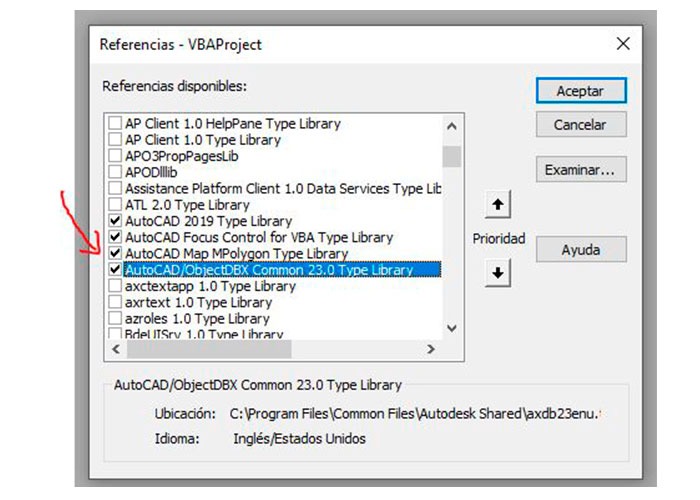 Referencias - VBAProject
Referencias disponibles:
Aceptar
AP Client 1.0 HelpPane Type Library
AP Client 1.0 Type Library
APO3PropPagesLib
APODlllib
Assistance Platform Client 1.0 Data Services Type Lib
ATL 2.0 Type Library
AutoCAD 2019 Type Library
AutoCAD Focus Control for VBA Type Library
AutoCAD Map MPolygon Type Library
AutoCAD/ObjectDBX Common 23.0 Type Library
axctextapp 1.0 Type Library
axrtext 1.0 Type Library
azroles 1.0 Type Library
BdeUISrv 1.0 Type Library
Cancelar
Examinar...
Prioridad
Ayuda
AutoCAD/ObjectDBX Common 23.0 Type Library
Ubicación: C:\Program Files\Common Files\Autodesk Shared\axdb23enu.
Idioma: Inglés/Estados Unidos